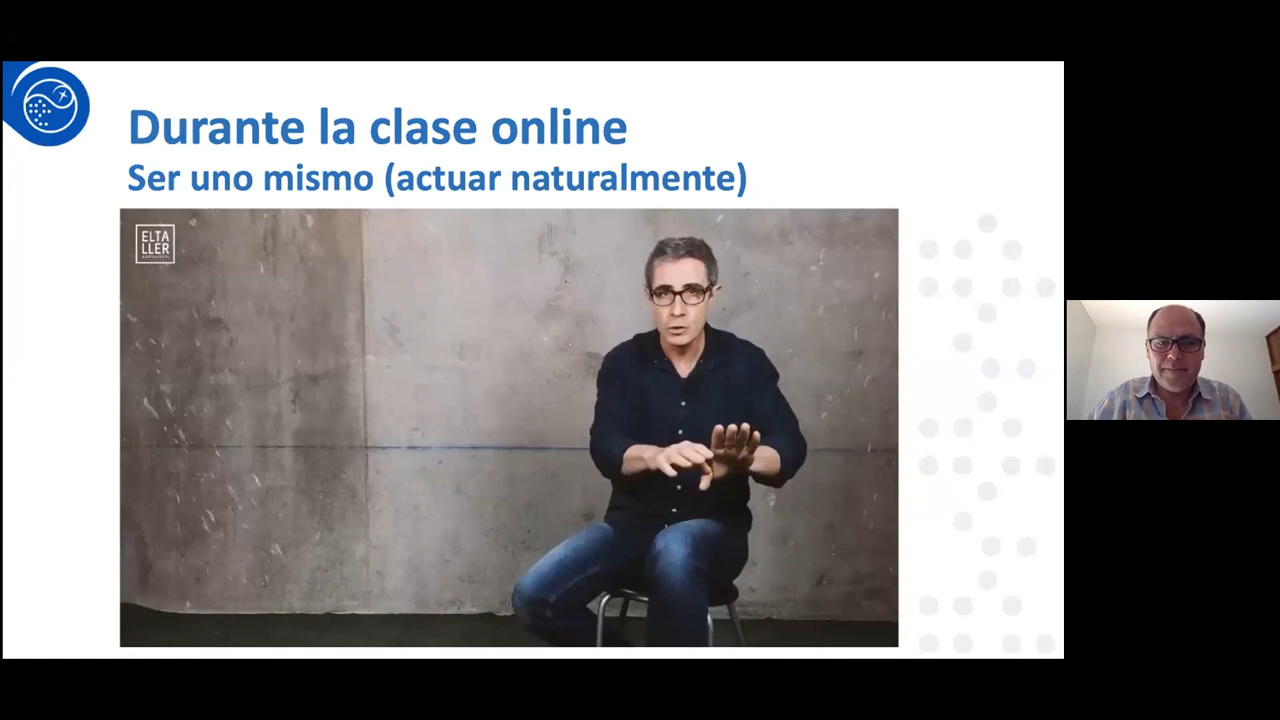 Durante la clase online
Ser uno mismo (actuar naturalmente)
ELTA
LLER